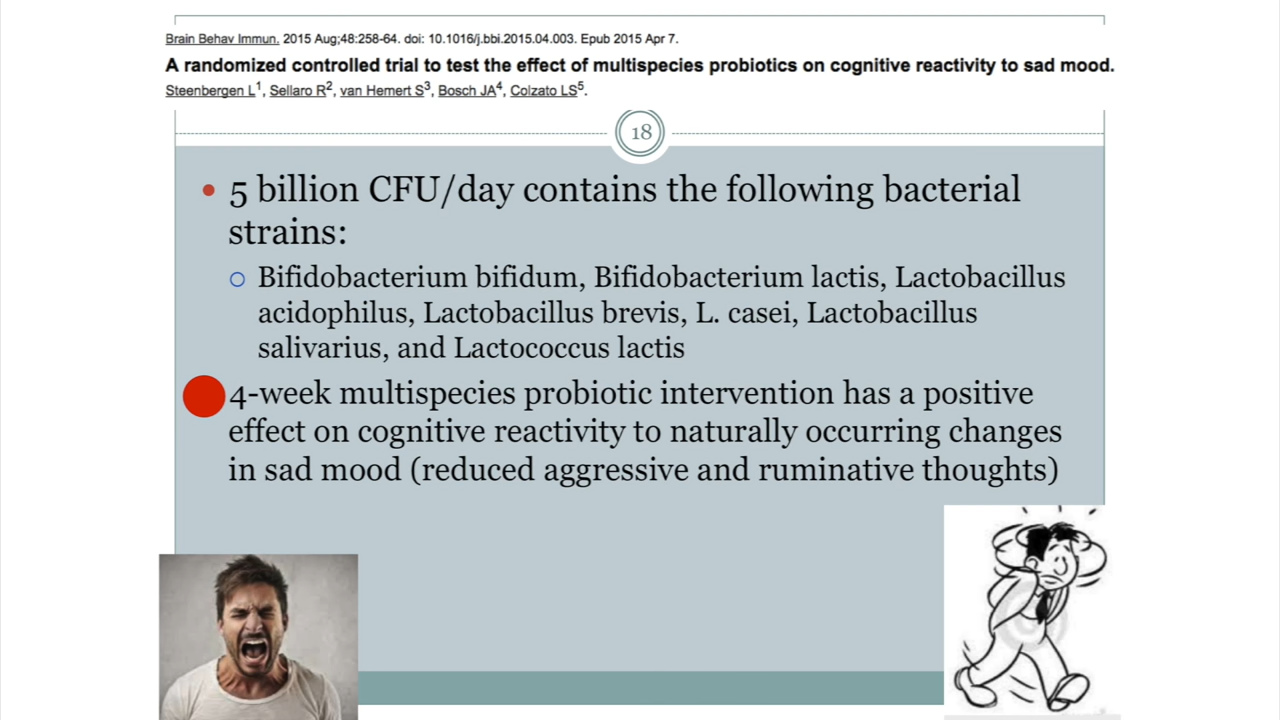 Brain Behav Immun. 2015 Aug;48:258-64. doi: 10.1016/j.bbi.2015.04.003. Epub 2015 Apr 7.
A randomized controlled trial to test the effect of multispecies probiotics on cognitive reactivity to sad mood.
Steenbergen L1, Sellaro R2, van Hemert S3, Bosch JA4, Colzato LS5.
18
5 billion CFU/day contains the following bacterial
strains:
Bifidobacterium bifidum, Bifidobacterium lactis, Lactobacillus
acidophilus, Lactobacillus brevis, L. casei, Lactobacillus
salivarius, and Lactococcus lactis
4-week multispecies probiotic intervention has a positive
effect on cognitive reactivity to naturally occurring changes
in sad mood (reduced aggressive and ruminative thoughts)